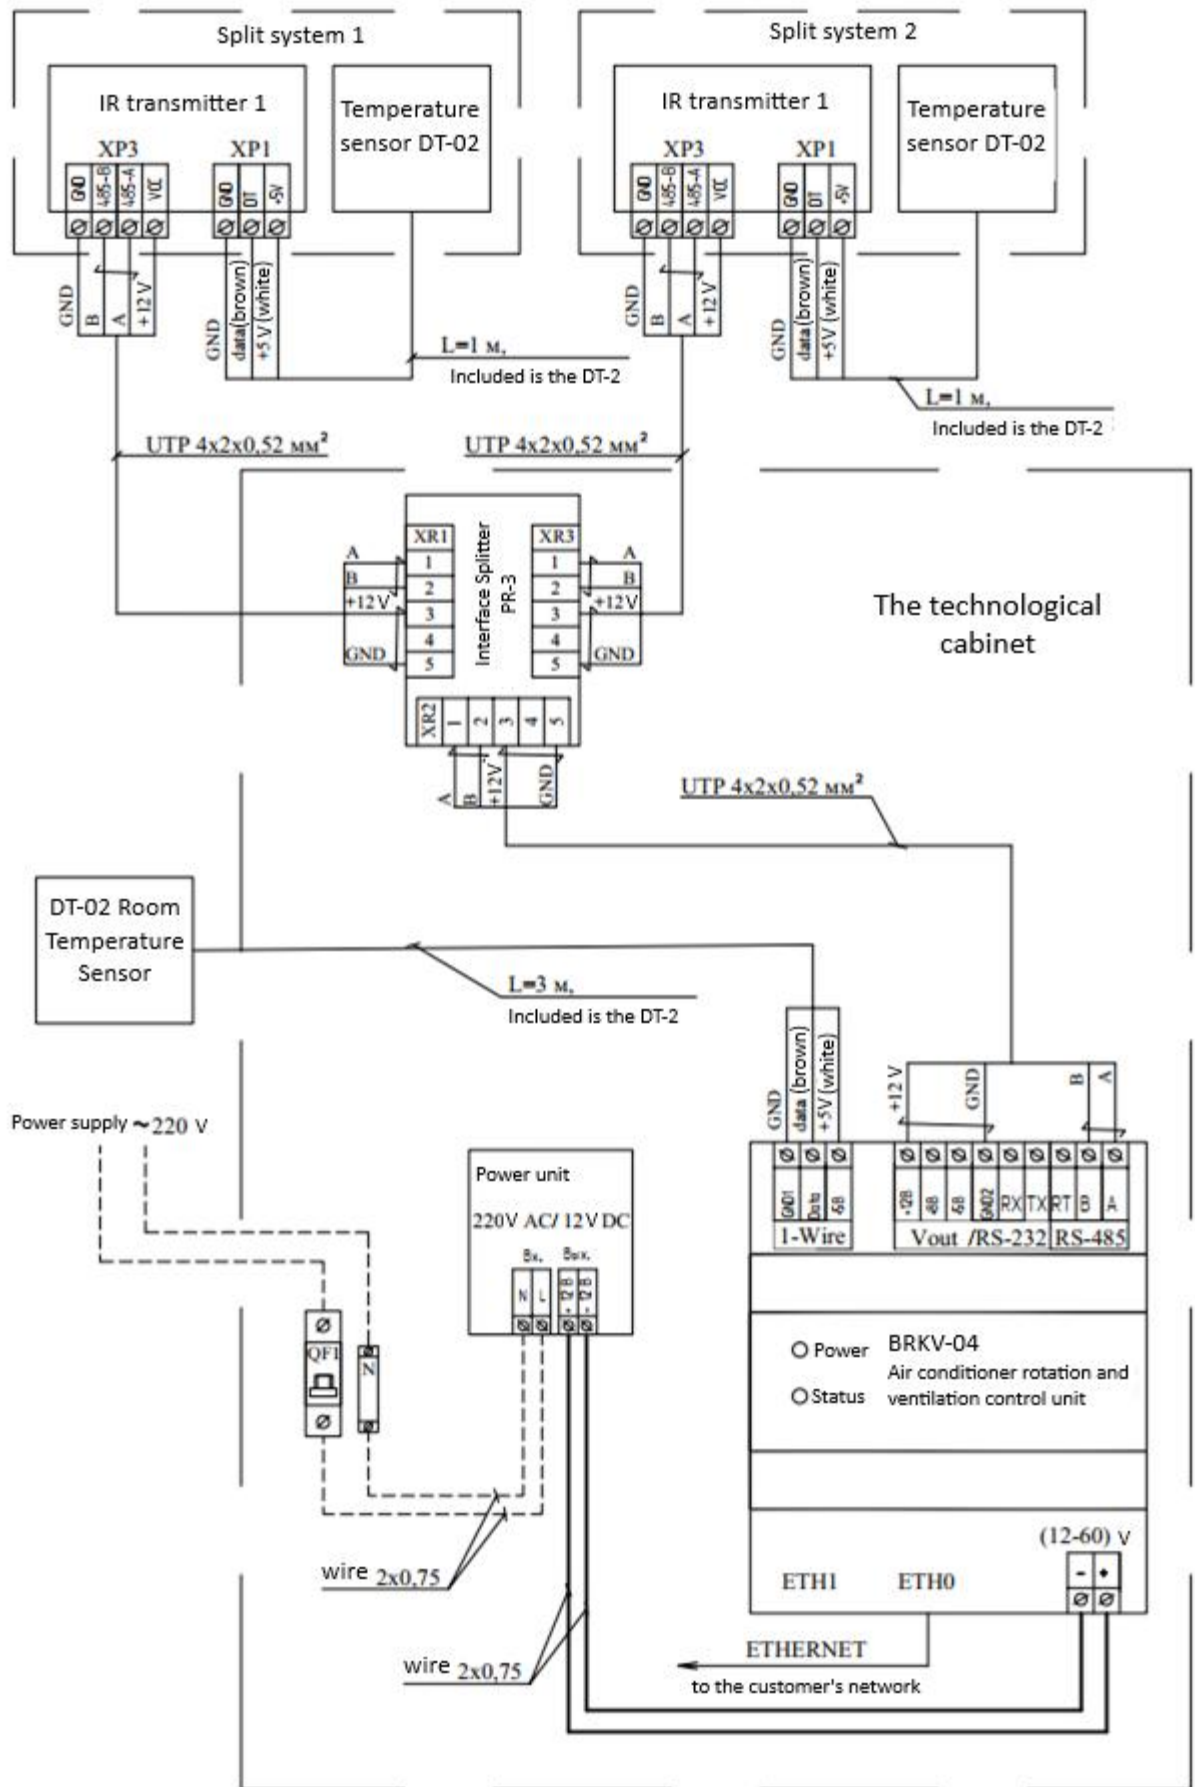 Split system 1
IR transmitter 1
Temperature
sensor DT-02
XP3
XP1
GND
485-B
485-A
VCC
GND
DT
+5V
GND
B
A
+12 V
GND
data(brown)
+5 V (white)
L=1 м,
Included is the DT-2
UTP 4x2x0,52 мм²
Split system 2
IR transmitter 1
Temperature
sensor DT-02
XP3
XP1
GND
485-B
485-A
VCC
GND
DT
+5V
GND
B
A
+12 V
GND
data (brown)
+5 V (white)
L=1 м,
Included is the DT-2
UTP 4x2x0,52 мм²
Interface Splitter
PR-3
XR1
1
2
3
4
5
A
B
+12 V
GND
XR3
1
2
3
4
5
A
B
+12V
GND
XR2
1
2
3
4
5
A
B
+12V
GND
The technological
cabinet
UTP 4x2x0,52 мм²
DT-02 Room
Temperature
Sensor
L=3 м,
Included is the DT-2
GND
data (brown)
+5V (white)
+12 V
GND
B
A
GND1
Data
GND2
RX
TX
RT
B
A
1-Wire
Vout /RS-232
RS-485
Power supply ~220 V
Power unit
220V AC/ 12V DC
Вх.
Вых.
N
L
+ 12 В
- 12 В
QF1
N
wire 2x0,75
wire 2x0,75
Power
Status
BRKV-04
Air conditioner rotation and
ventilation control unit
(12-60) V
-
+
ETH1
ETH0
ETHERNET
to the customer's network